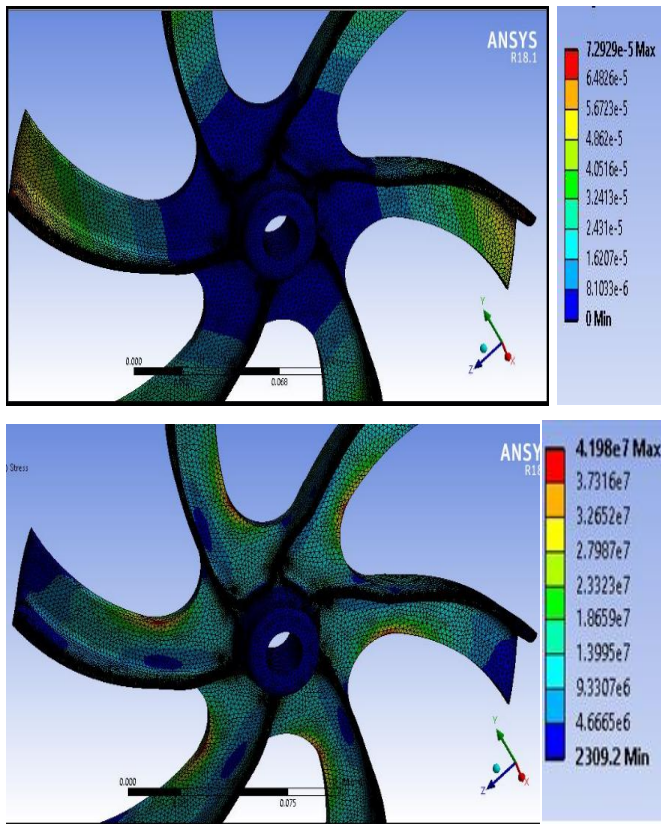 ANSYS
R18.1
0.000
0.068
Y
Z
X
7.2929e-5 Max
6.4826e-5
5.6723e-5
4.862e-5
4.0516e-5
3.2413e-5
2.431e-5
1.6207e-5
8.1033e-6
0 Min
) Stress
ANSY
R18
0.000
0.075
Y
Z
X
4.198e7 Max
3.7316e7
3.2652e7
2.7987e7
2.3323e7
1.8659e7
1.3995e7
9.3307e6
4.6665e6
2309.2 Min